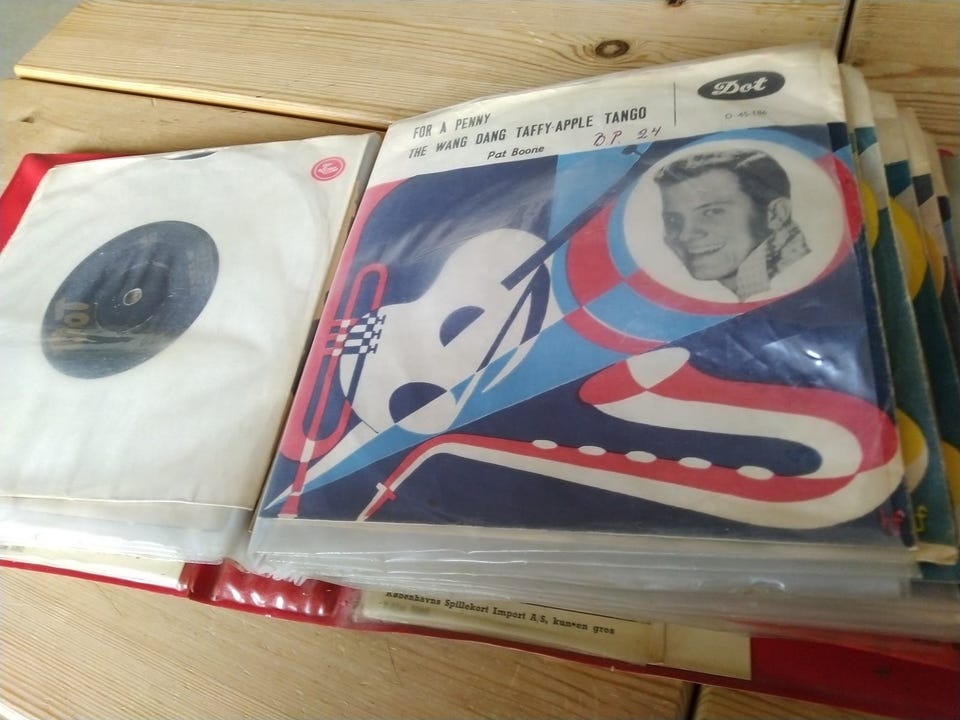 Dot
D-45-186
FOR A PENNY
THE WANG DANG TAFFY-APPLE TANGO
Pat Boone
B.P. 24
DOT
Københavns Spillekort Import A/S, kun en gros